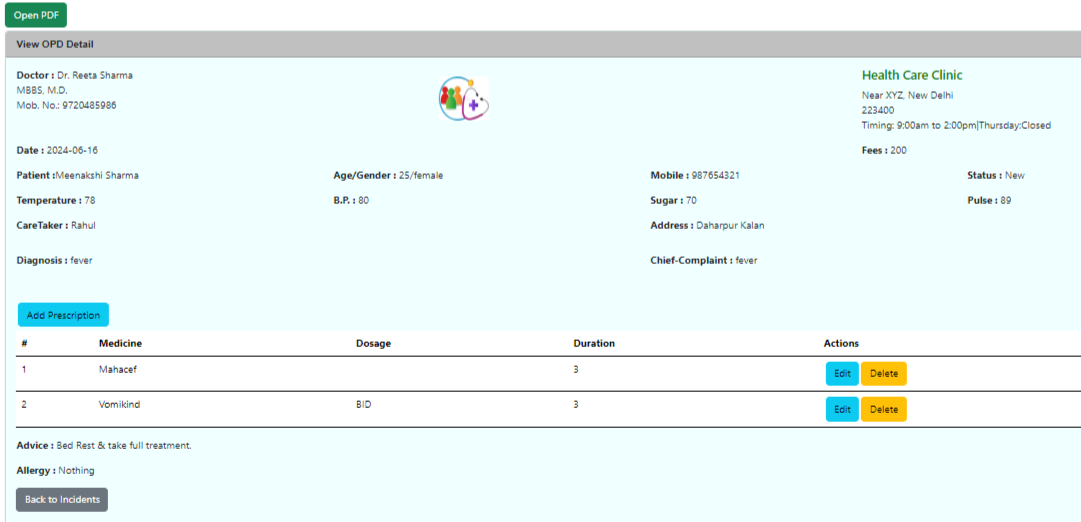 Open PDF
View OPD Detail
Doctor : Dr. Reeta Sharma
MBBS, M.D.
Mob. No.: 9720485986
Health Care Clinic
Near XYZ, New Delhi
223400
Timing: 9:00am to 2:00pm|Thursday:Closed
Date : 2024-06-16 Fees : 200
Patient :Meenakshi Sharma Age/Gender : 25/female Mobile : 987654321 Status : New
Temperature : 78 B.P. : 80 Sugar : 70 Pulse : 89
CareTaker : Rahul Address : Daharpur Kalan
Diagnosis : fever Chief-Complaint : fever
Add Prescription
# Medicine Dosage Duration Actions
1 Mahacef 3 Edit Delete
2 Vomikind BID 3 Edit Delete
Advice : Bed Rest & take full treatment.
Allergy : Nothing
Back to Incidents